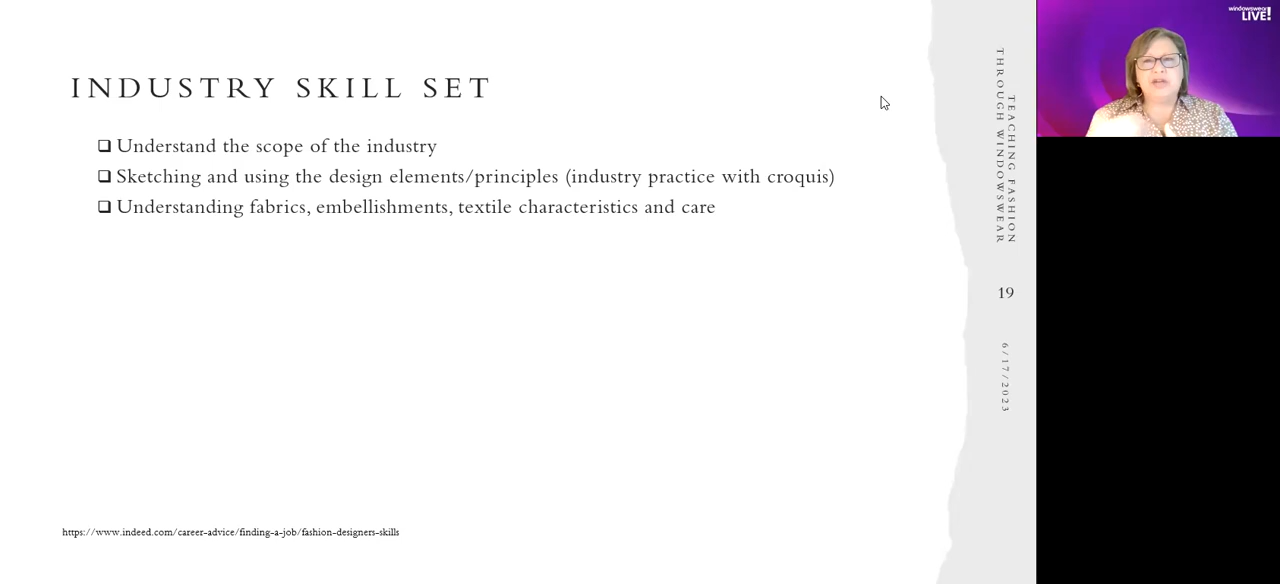 INDUSTRY SKILL SET
❑ Understand the scope of the industry
❑ Sketching and using the design elements/principles (industry practice with croquis)
❑ Understanding fabrics, embellishments, textile characteristics and care
https://www.indeed.com/career-advice/finding-a-job/fashion-designers-skills
TEACHING FASHION
THROUGH WINDOWSWEAR
19
6/17/2023
windowswear
LIVE!